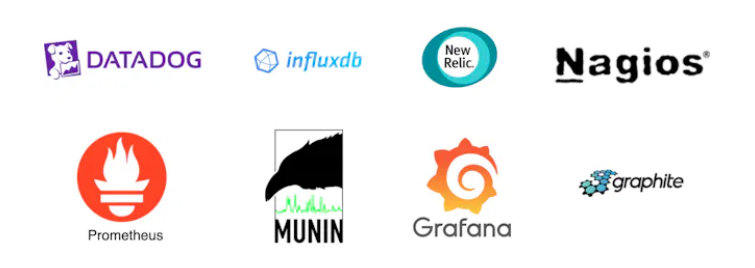 DATADOG
influxdb
New
Relic.
Nagios®
Prometheus
MUNIN
Grafana
graphite